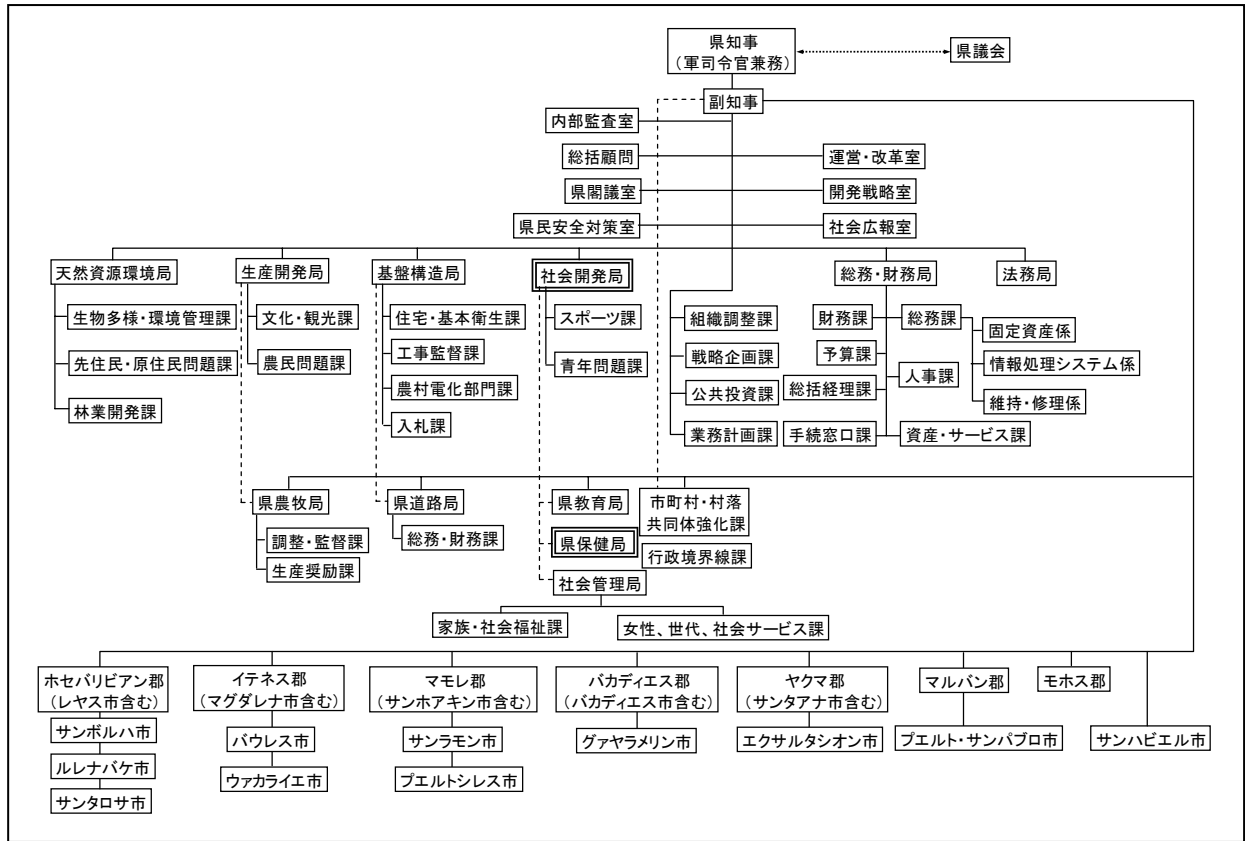 県知事
（軍司令官兼務）
県議会
副知事
内部監査室
総括顧問
運営・改革室
県閣議室
開発戦略室
県民安全対策室
社会広報室
天然資源環境局
生産開発局
基盤構造局
社会開発局
総務・財務局
法務局
生物多様・環境管理課
文化・観光課
住宅・基本衛生課
スポーツ課
組織調整課
財務課
総務課
固定資産係
先住民・原住民問題課
農民問題課
工事監督課
青年問題課
戦略企画課
予算課
人事課
情報処理システム係
林業開発課
農村電化部門課
公共投資課
総括経理課
維持・修理係
入札課
業務計画課
手続窓口課
資産・サービス課
県農牧局
県道路局
県教育局
市町村・村落
共同体強化課
調整・監督課
総務・財務課
県保健局
行政境界線課
生産奨励課
社会管理局
家族・社会福祉課
女性、世代、社会サービス課
ホセバリビアン郡
（レヤス市含む）
イテネス郡
（マグダレナ市含む）
マモレ郡
（サンホアキン市含む）
バカディエス郡
（バカディエス市含む）
ヤクマ郡
（サンタアナ市含む）
マルバン郡
モホス郡
サンボルハ市
バウレス市
サンラモン市
グァヤラメリン市
エクサルタシオン市
プエルト・サンパブロ市
サンハビエル市
ルレナバケ市
ウァカライエ市
プエルトシレス市
サンタロサ市